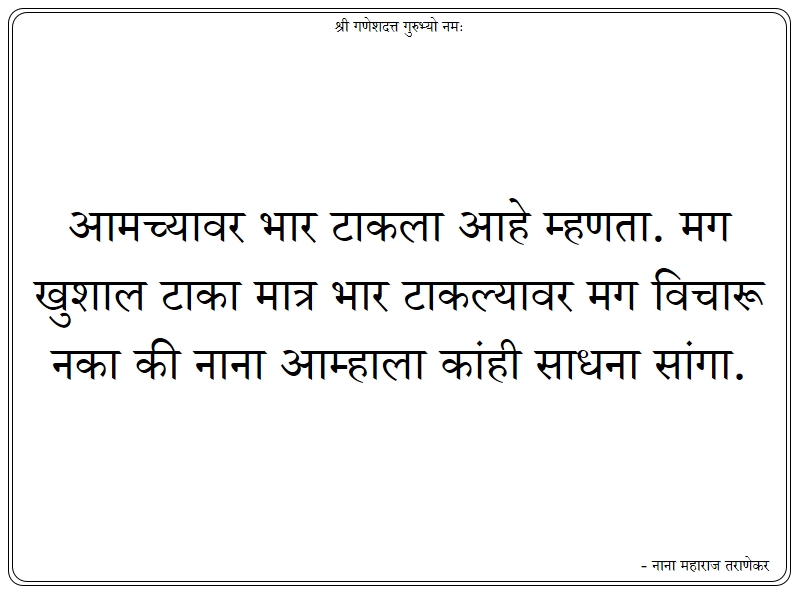 श्री गणेशदत्त गुरुभ्यो नमः
आमच्यावर भार टाकला आहे म्हणता. मग
खुशाल टाका मात्र भार टाकल्यावर मग विचारू
नका की नाना आम्हाला कांही साधना सांगा.
- नाना महाराज तराणेकर